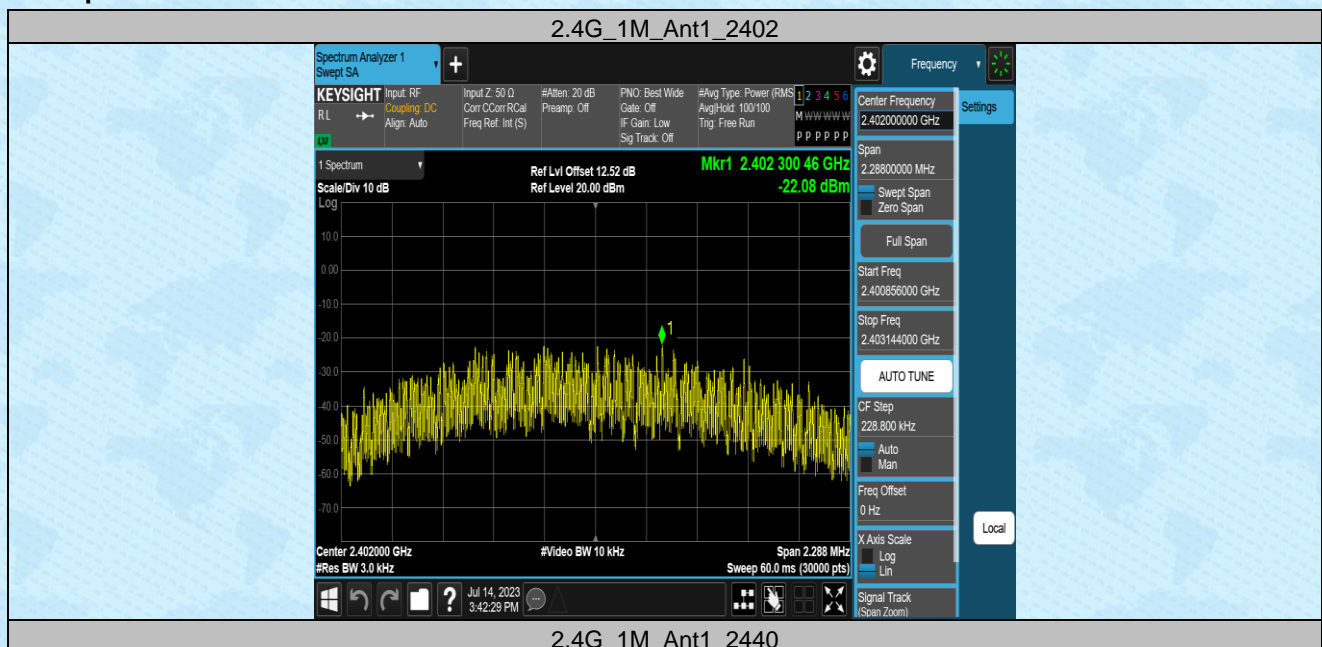 2.4G_1M_Ant1_2402
Spectrum Analyzer 1
Swept SA
Frequency
KEYSIGHT
RL
LXI
Input: RF
Coupling: DC
Align: Auto
Input Z: 50 Ω
Corr CCorr RCal
Freq Ref: Int (S)
#Atten: 20 dB
Preamp: Off
PNO: Best Wide
Gate: Off
IF Gain: Low
Sig Track: Off
#Avg Type: Power (RMS
Avg|Hold: 100/100
Trig: Free Run
1 2 3 4 5 6
M W W W W W
P P P P P P
Center Frequency
2.402000000 GHz
Settings
1 Spectrum
Scale/Div 10 dB
Log
Ref Lvl Offset 12.52 dB
Ref Level 20.00 dBm
Mkr1 2.402 300 46 GHz
-22.08 dBm
10.0
0.00
-10.0
-20.0
-30.0
-40.0
-50.0
-60.0
-70.0
1
Span
2.28800000 MHz
Swept Span
Zero Span
Full Span
Start Freq
2.400856000 GHz
Stop Freq
2.403144000 GHz
AUTO TUNE
CF Step
228.800 kHz
Auto
Man
Freq Offset
0 Hz
X Axis Scale
Log
Lin
Local
Signal Track
(Span Zoom)
Center 2.402000 GHz
#Res BW 3.0 kHz
#Video BW 10 kHz
Span 2.288 MHz
Sweep 60.0 ms (30000 pts)
?
Jul 14, 2023
3:42:29 PM
2.4G_1M_Ant1_2440